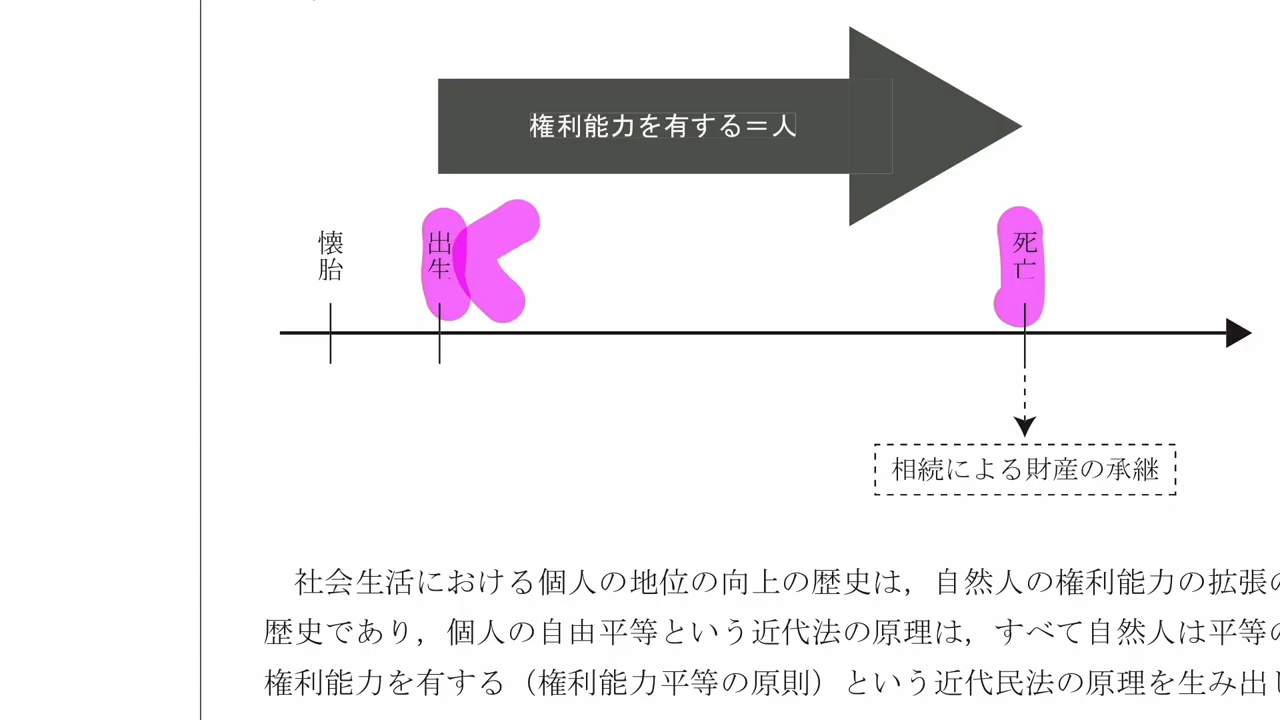 権利能力を有する＝人
懐胎
出生
死亡
相続による財産の承継
社会生活における個人の地位の向上の歴史は，自然人の権利能力の拡張の
歴史であり，個人の自由平等という近代法の原理は，すべて自然人は平等の
権利能力を有する（権利能力平等の原則）という近代民法の原理を生み出し